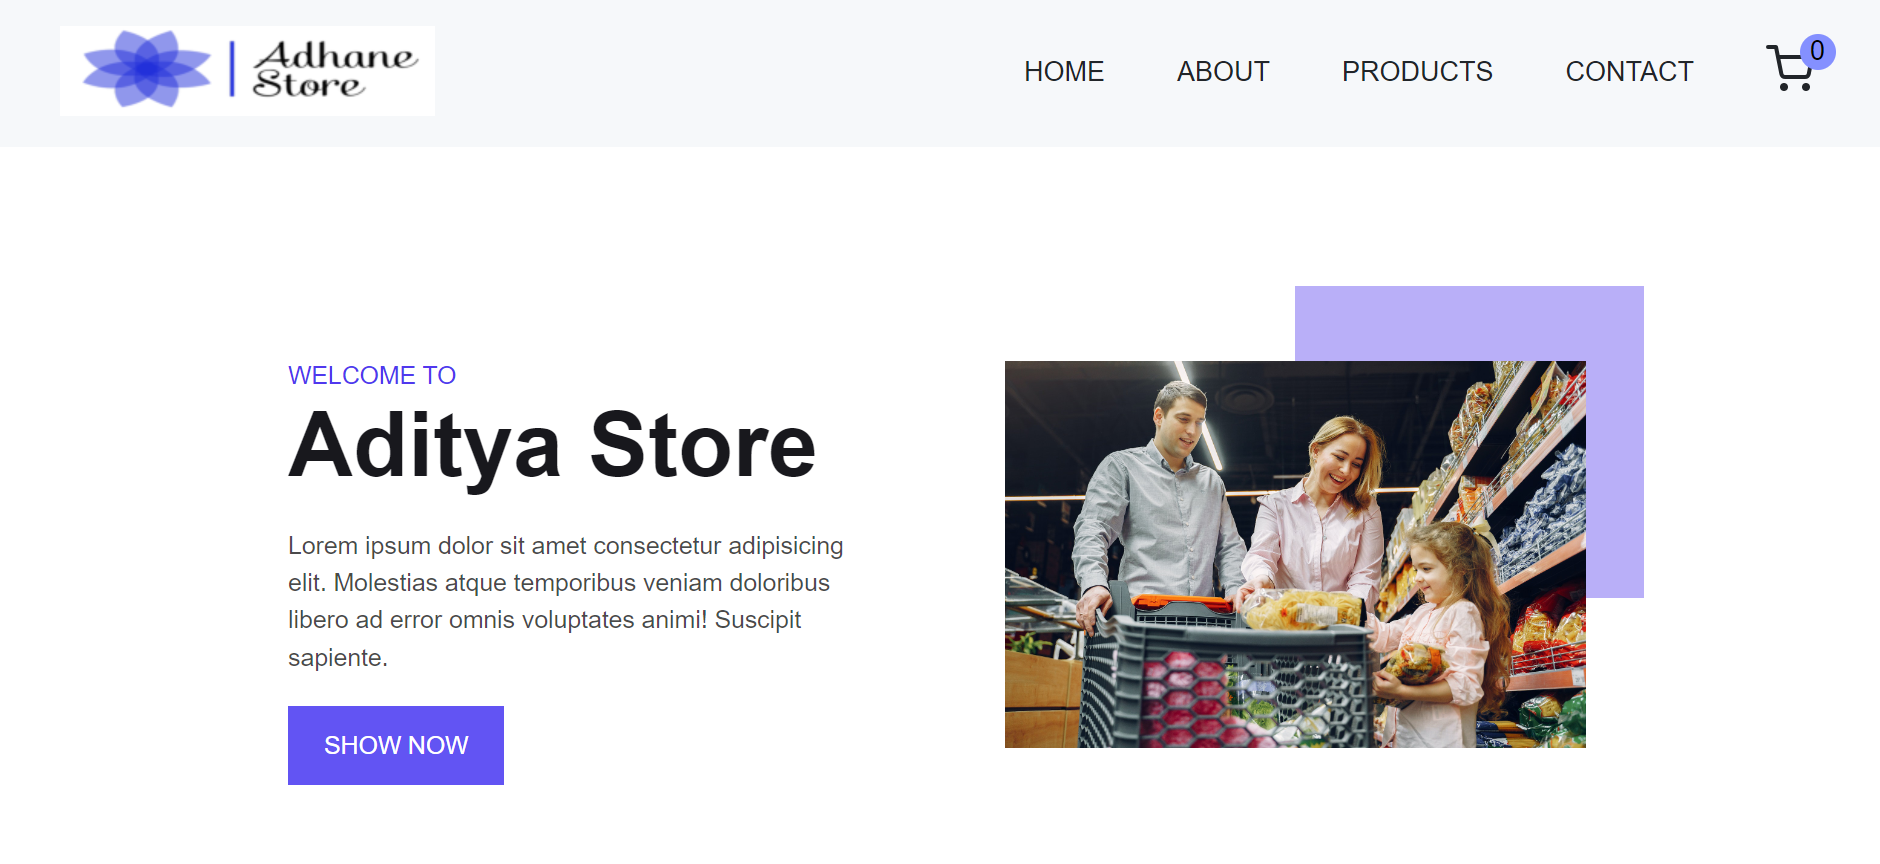 Adhane
Store
HOME ABOUT PRODUCTS CONTACT 0
WELCOME TO
Aditya Store
Lorem ipsum dolor sit amet consectetur adipisicing
elit. Molestias atque temporibus veniam doloribus
libero ad error omnis voluptates animi! Suscipit
sapiente.
SHOW NOW